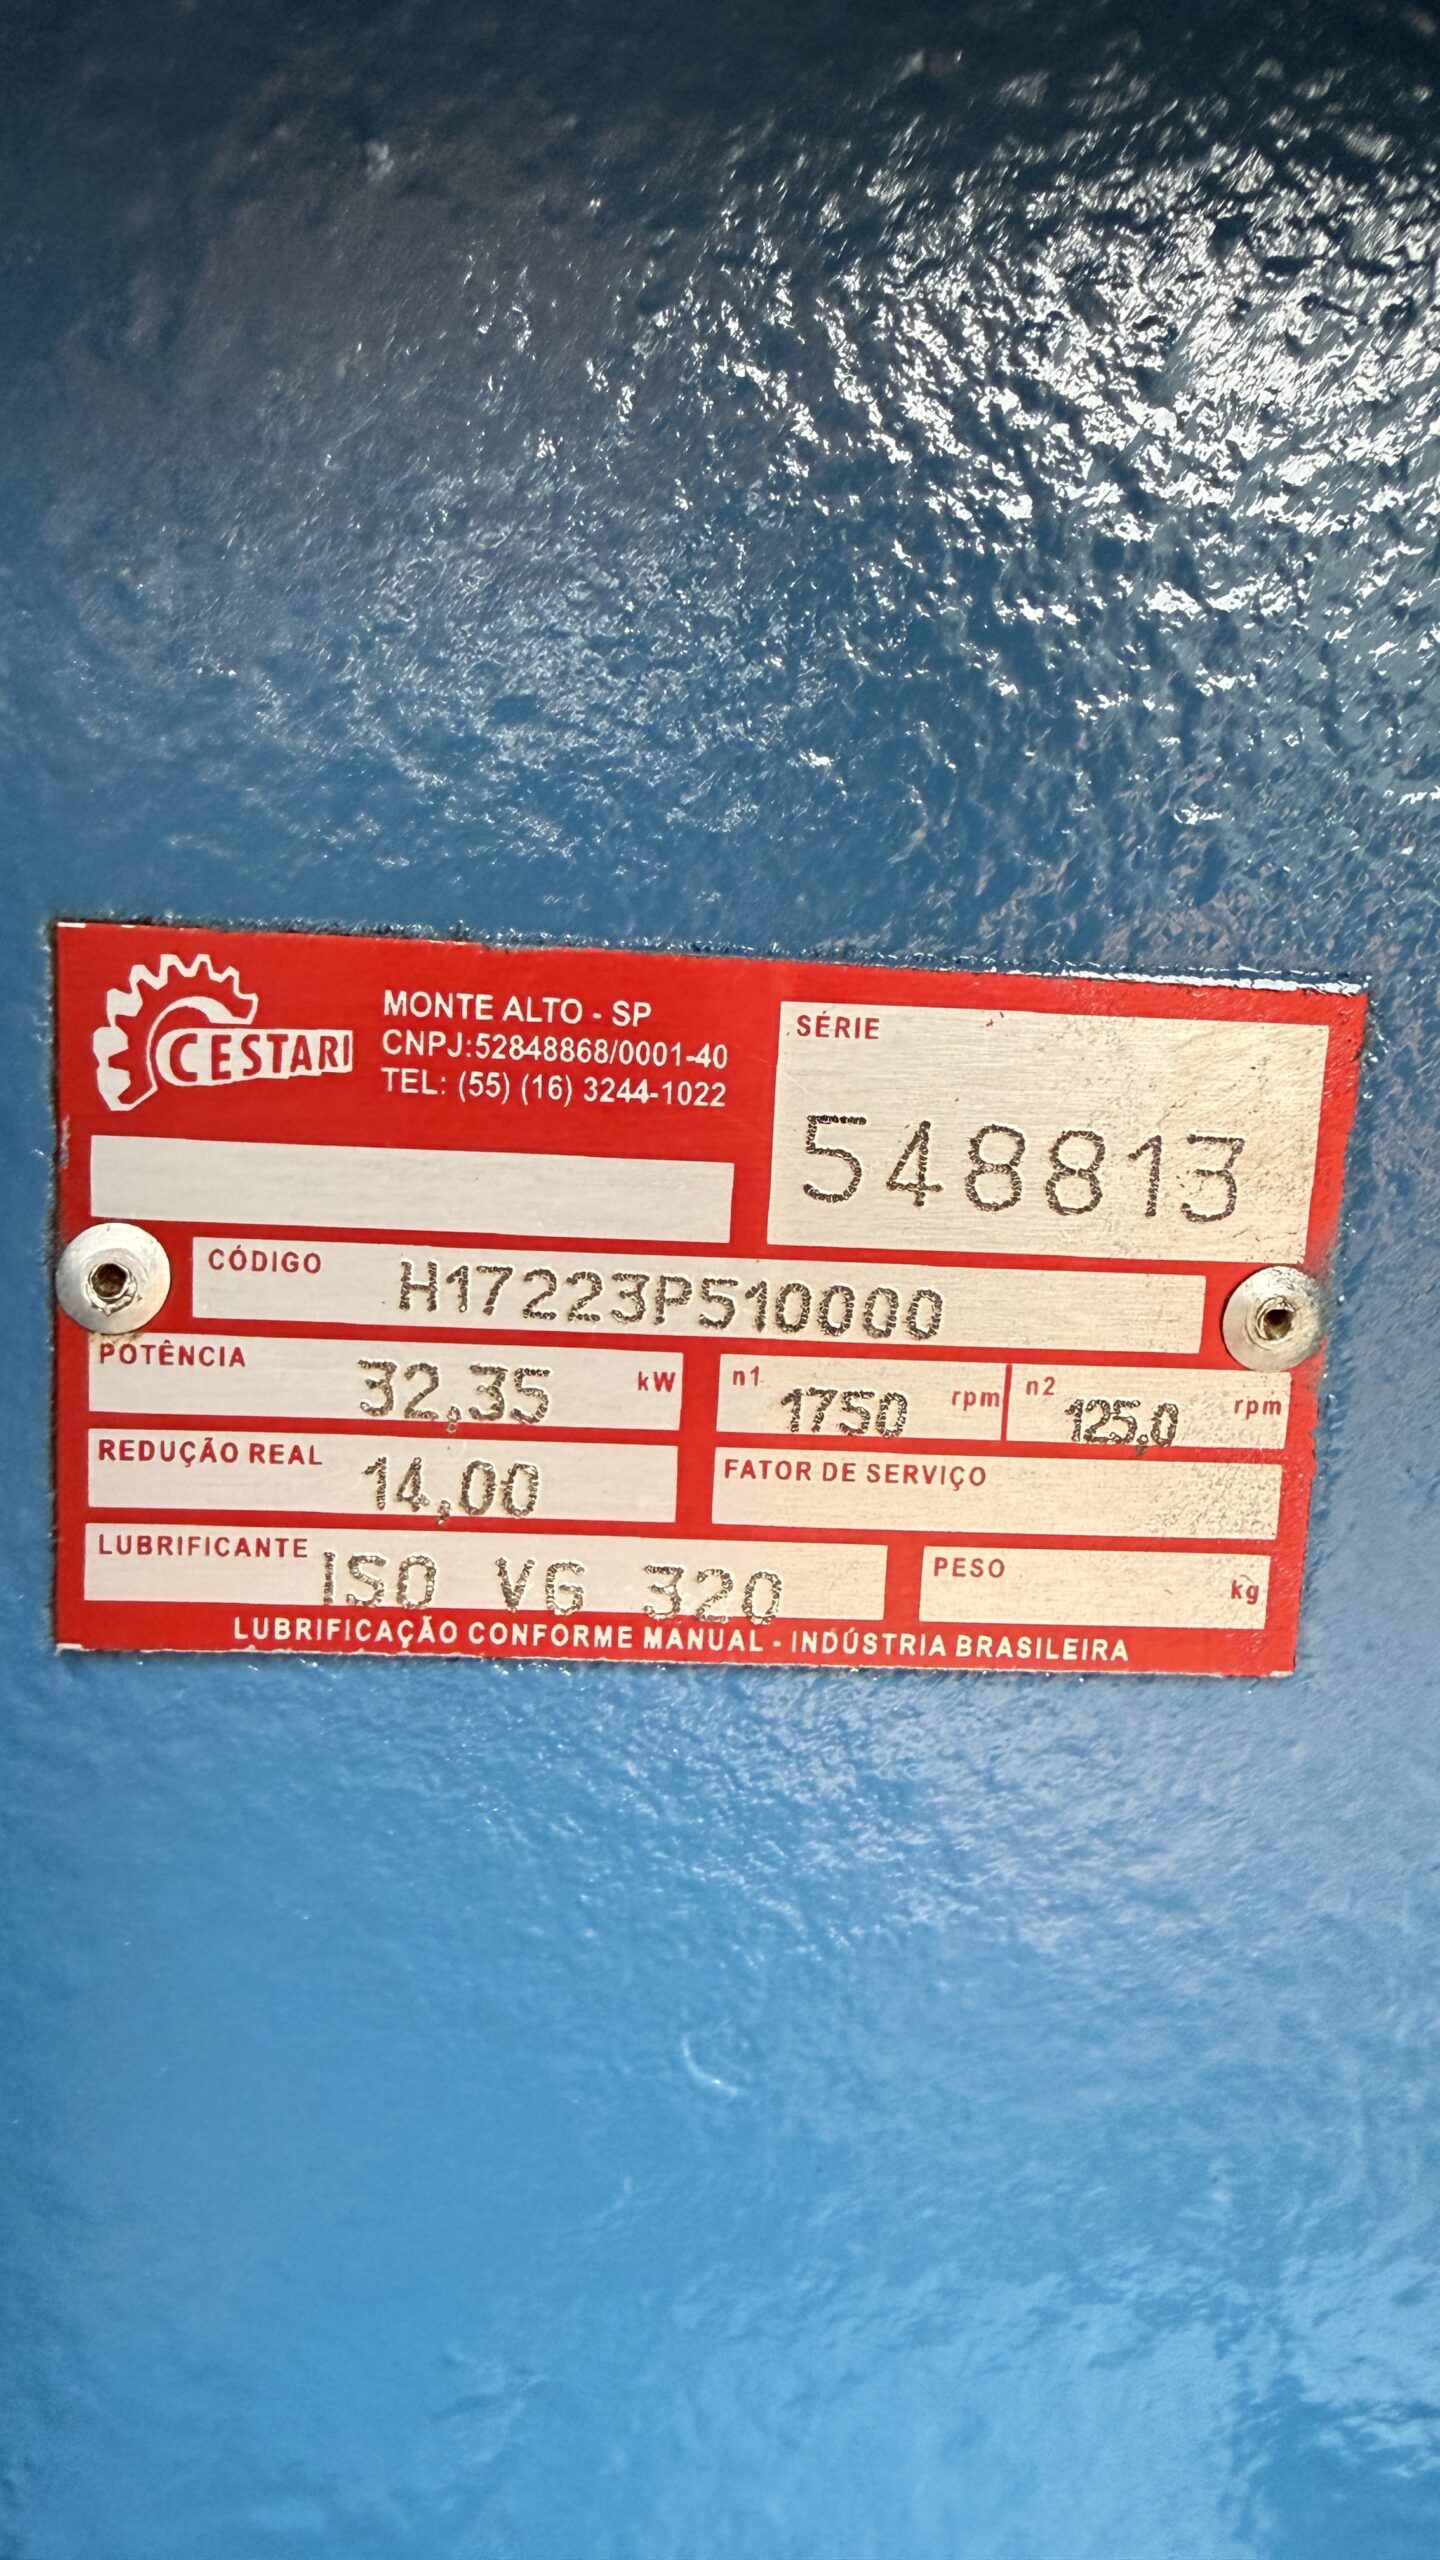 CESTARI
MONTE ALTO - SP
CNPJ:52848868/0001-40
TEL: (55) (16) 3244-1022
SÉRIE
548813
CÓDIGO H17223P510000
POTÊNCIA 32,35 kW
n1 1750 rpm n2 125,0 rpm
REDUÇÃO REAL 14,00
FATOR DE SERVIÇO
LUBRIFICANTE ISO VG 320
PESO kg
LUBRIFICAÇÃO CONFORME MANUAL - INDÚSTRIA BRASILEIRA